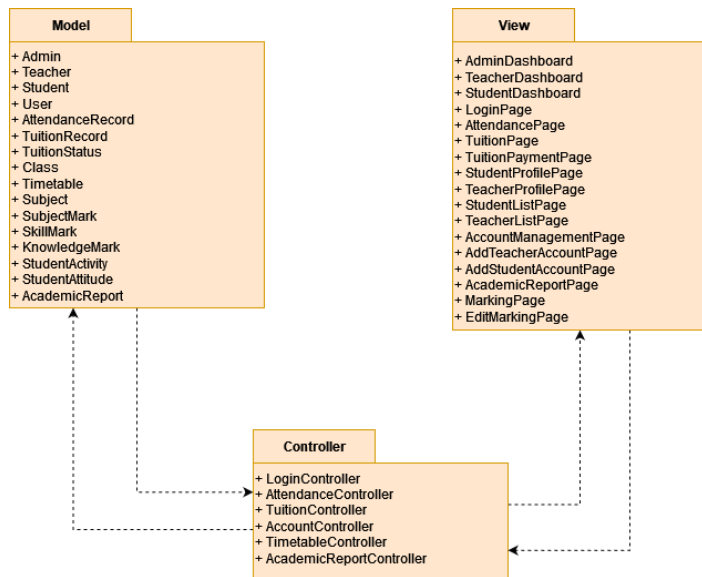 Model
+ Admin
+ Teacher
+ Student
+ User
+ AttendanceRecord
+ TuitionRecord
+ TuitionStatus
+ Class
+ Timetable
+ Subject
+ SubjectMark
+ SkillMark
+ KnowledgeMark
+ StudentActivity
+ StudentAttitude
+ AcademicReport
View
+ AdminDashboard
+ TeacherDashboard
+ StudentDashboard
+ LoginPage
+ AttendancePage
+ TuitionPage
+ TuitionPaymentPage
+ StudentProfilePage
+ TeacherProfilePage
+ StudentListPage
+ TeacherListPage
+ AccountManagementPage
+ AddTeacherAccountPage
+ AddStudentAccountPage
+ AcademicReportPage
+ MarkingPage
+ EditMarkingPage
Controller
+ LoginController
+ AttendanceController
+ TuitionController
+ AccountController
+ TimetableController
+ AcademicReportController